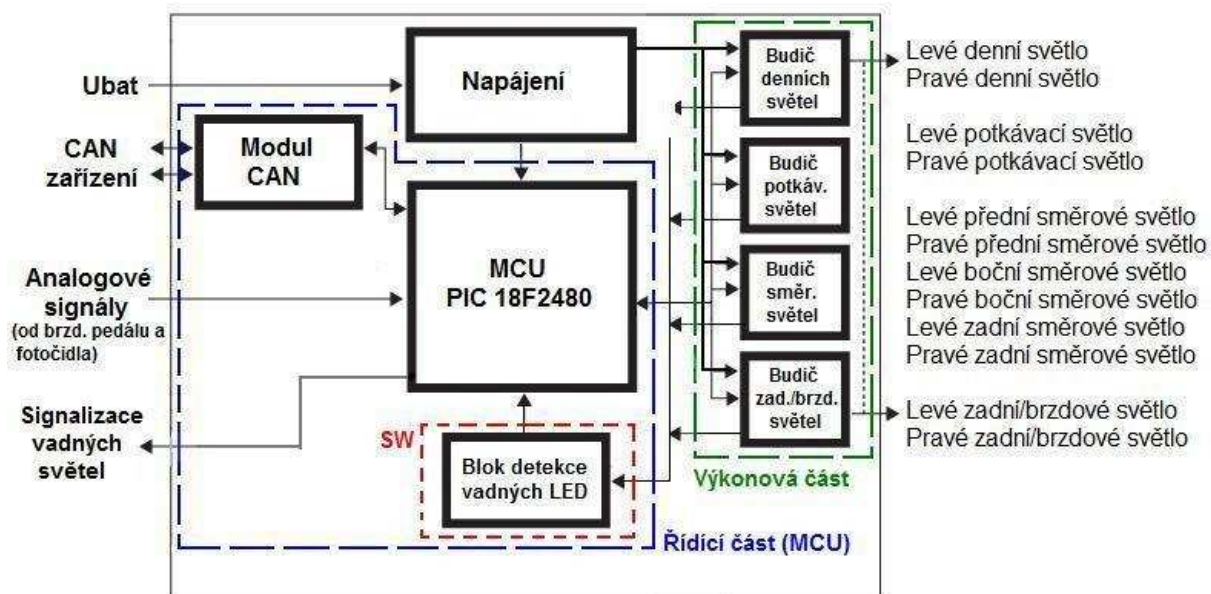 Ubat
Napájení
CAN
zařízení
Modul
CAN
Analogové
signály
(od brzd. pedálu a
fotočidla)
MCU
PIC 18F2480
Signalizace
vadných
světel
SW
Blok detekce
vadných LED
Řídící část (MCU)
Budič
denních
světel
Budič
potkáv.
světel
Budič
směr.
světel
Budič
zad./brzd.
světel
Výkonová část
Levé denní světlo
Pravé denní světlo
Levé potkávací světlo
Pravé potkávací světlo
Levé přední směrové světlo
Pravé přední směrové světlo
Levé boční směrové světlo
Pravé boční směrové světlo
Levé zadní směrové světlo
Pravé zadní směrové světlo
Levé zadní/brzdové světlo
Pravé zadní/brzdové světlo